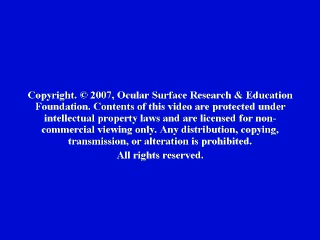 Copyright. © 2007, Ocular Surface Research & Education
Foundation. Contents of this video are protected under
intellectual property laws and are licensed for non-
commercial viewing only. Any distribution, copying,
transmission, or alteration is prohibited.
All rights reserved.